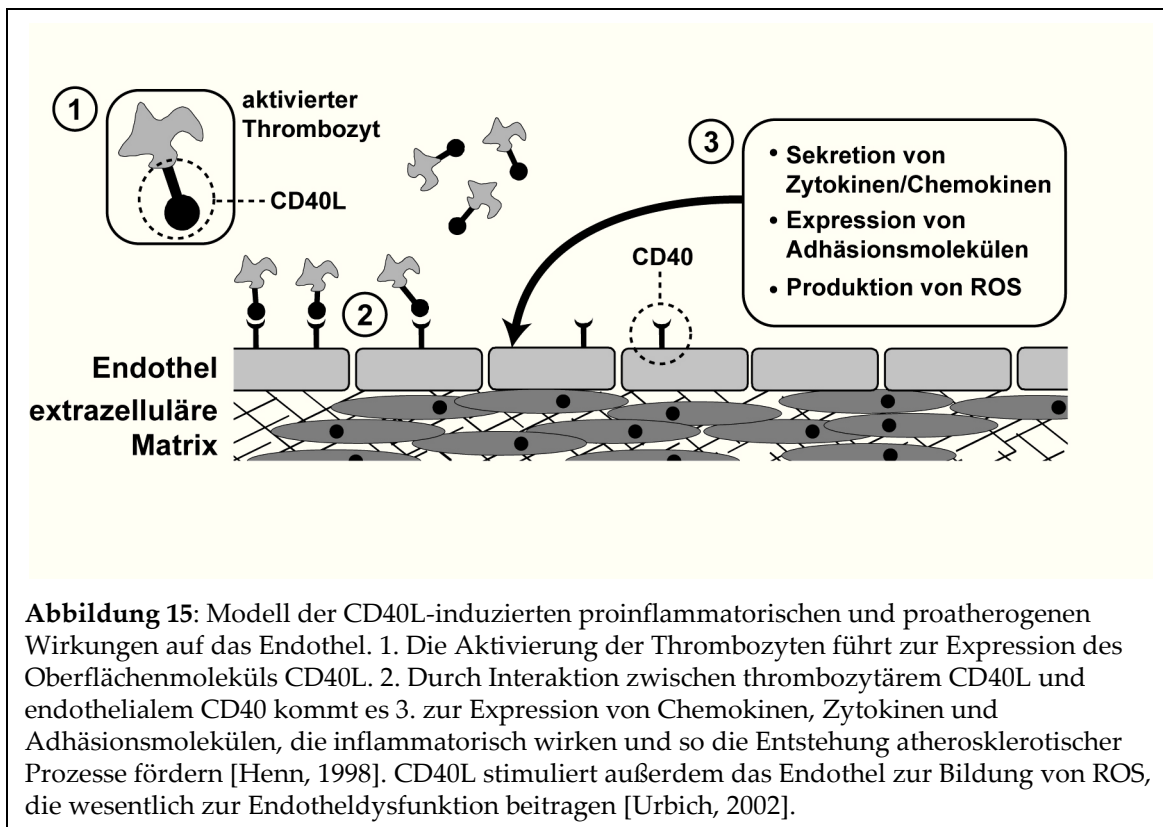 1
aktivierter
Thrombozyt
CD40L
3
• Sekretion von
Zytokinen/Chemokinen
• Expression von
Adhäsionsmolekülen
• Produktion von ROS
CD40
2
Endothel
extrazelluläre
Matrix
Abbildung 15: Modell der CD40L-induzierten proinflammatorischen und proatherogenen
Wirkungen auf das Endothel. 1. Die Aktivierung der Thrombozyten führt zur Expression des
Oberflächenmoleküls CD40L. 2. Durch Interaktion zwischen thrombozytärem CD40L und
endothelialem CD40 kommt es 3. zur Expression von Chemokinen, Zytokinen und
Adhäsionsmolekülen, die inflammatorisch wirken und so die Entstehung atherosklerotischer
Prozesse fördern [Henn, 1998]. CD40L stimuliert außerdem das Endothel zur Bildung von ROS,
die wesentlich zur Endotheldysfunktion beitragen [Urbich, 2002].